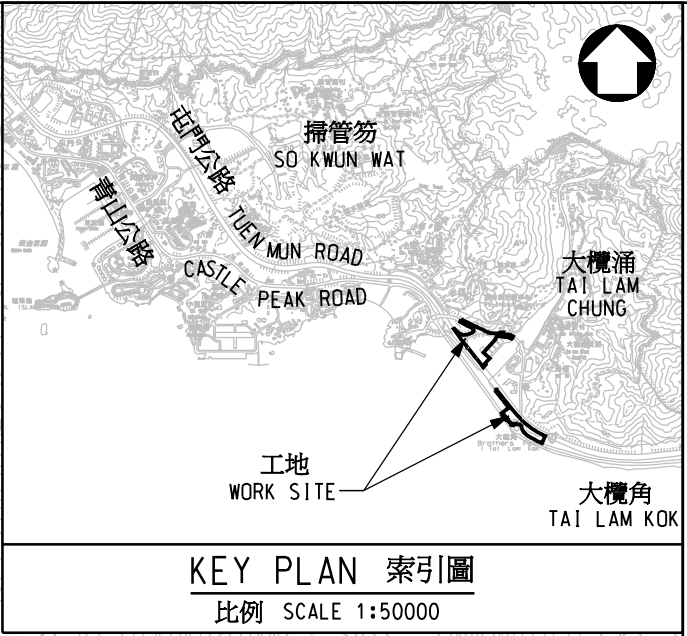 屯門公路
掃管笏
SO KWUN WAT
青山公路
TUEN MUN ROAD
大欖涌
TAI LAM
CHUNG
CASTLE PEAK ROAD
工地
WORK SITE
大欖角
TAI LAM KOK
KEY PLAN 索引圖
比例 SCALE 1:50000